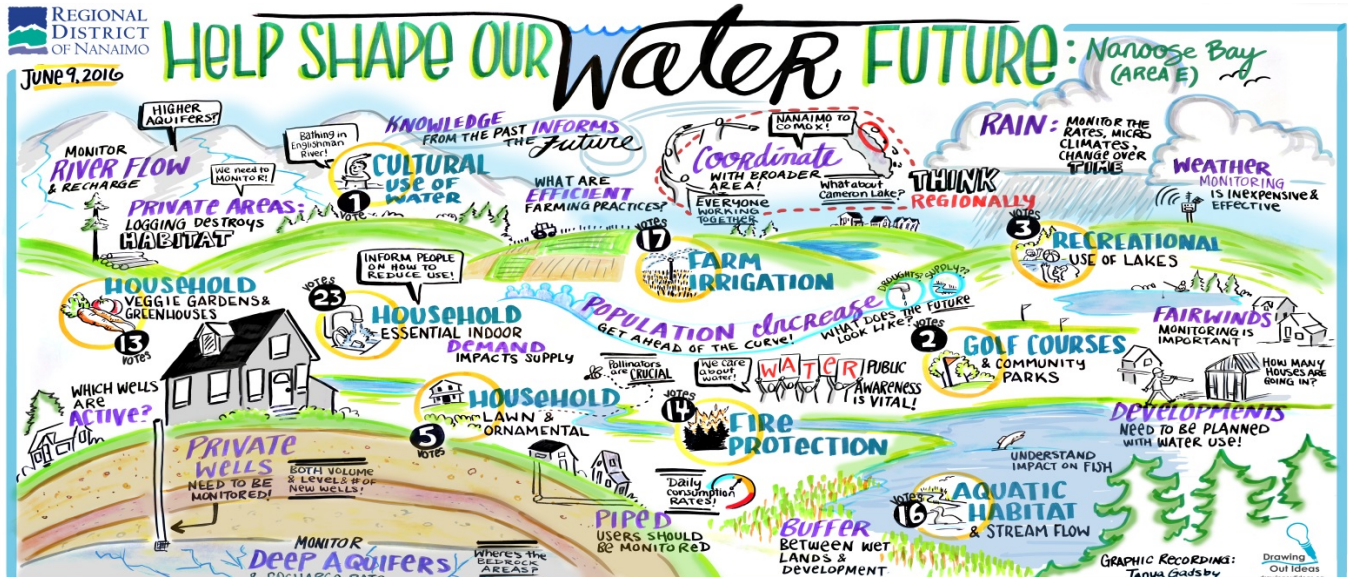 REGIONAL
DISTRICT
OF NANAIMO
JUNE 9, 2016
HELP SHAPE OUR Water FUTURE:
Nanoose Bay
(AREA E)
HIGHER
AQUIFERS?
MONITOR
RIVER FLOW
& RECHARGE
We need to
MONITOR!
PRIVATE AREAS:
LOGGING DESTROYS
HABITAT
Bathing in
Englishman
River!
CULTURAL
USE OF
WATER
1
VOTE
KNOWLEDGE
FROM THE PAST INFORMS
THE Future
WHAT ARE
EFFICIENT
FARMING PRACTICES?
NANAIMO TO
COMOX!
Coordinate
WITH BROADER
AREA!
EVERYONE
WORKING
TOGETHER
What about
Cameron Lake?
THINK
REGIONALLY
RAIN:
MONITOR THE
RATES, MICRO
CLIMATES,
CHANGE OVER
TIME
WEATHER
MONITORING
IS INEXPENSIVE &
EFFECTIVE
HOUSEHOLD
VEGGIE GARDENS &
GREENHOUSES
13
VOTES
INFORM PEOPLE
ON HOW TO
REDUCE USE!
VOTES
23
HOUSEHOLD
ESSENTIAL INDOOR
DEMAND
IMPACTS SUPPLY
VOTES
17
FARM
IRRIGATION
VOTES
3
RECREATIONAL
USE OF LAKES
POPULATION increase
GET AHEAD OF THE CURVE!
DROUGHTS?
SUPPLY??
WHAT DOES THE FUTURE
LOOK LIKE?
VOTES
2
GOLF COURSES
& COMMUNITY
PARKS
FAIRWINDS
MONITORING IS
IMPORTANT
HOW MANY
HOUSES ARE
GOING IN?
DEVELOPMENTS
NEED TO BE PLANNED
WITH WATER USE!
WHICH WELLS
ARE
ACTIVE?
HOUSEHOLD
LAWN &
ORNAMENTAL
5
VOTES
Pollinators
are CRUCIAL
We care
about
water!
WATER
PUBLIC
AWARENESS
IS VITAL!
VOTES
14
FIRE
PROTECTION
PRIVATE
WELLS
NEED TO BE
MONITORED!
BOTH VOLUME
& Level & # OF
New wells!
Daily
consumption
RATES!
PIPED
USERS SHOULD
BE MONITORED
BUFFER
BETWEEN WET
LANDS &
DEVELOPMENT
UNDERSTAND
IMPACT ON FISH
VOTES
16
AQUATIC
HABITAT
& STREAM FLOW
MONITOR
DEEP AQUIFERS
& RECHARGE RATE
Where's the
BEDROCK
AREAS?
GRAPHIC RECORDING:
Tanya Gadsby
Drawing
Out Ideas